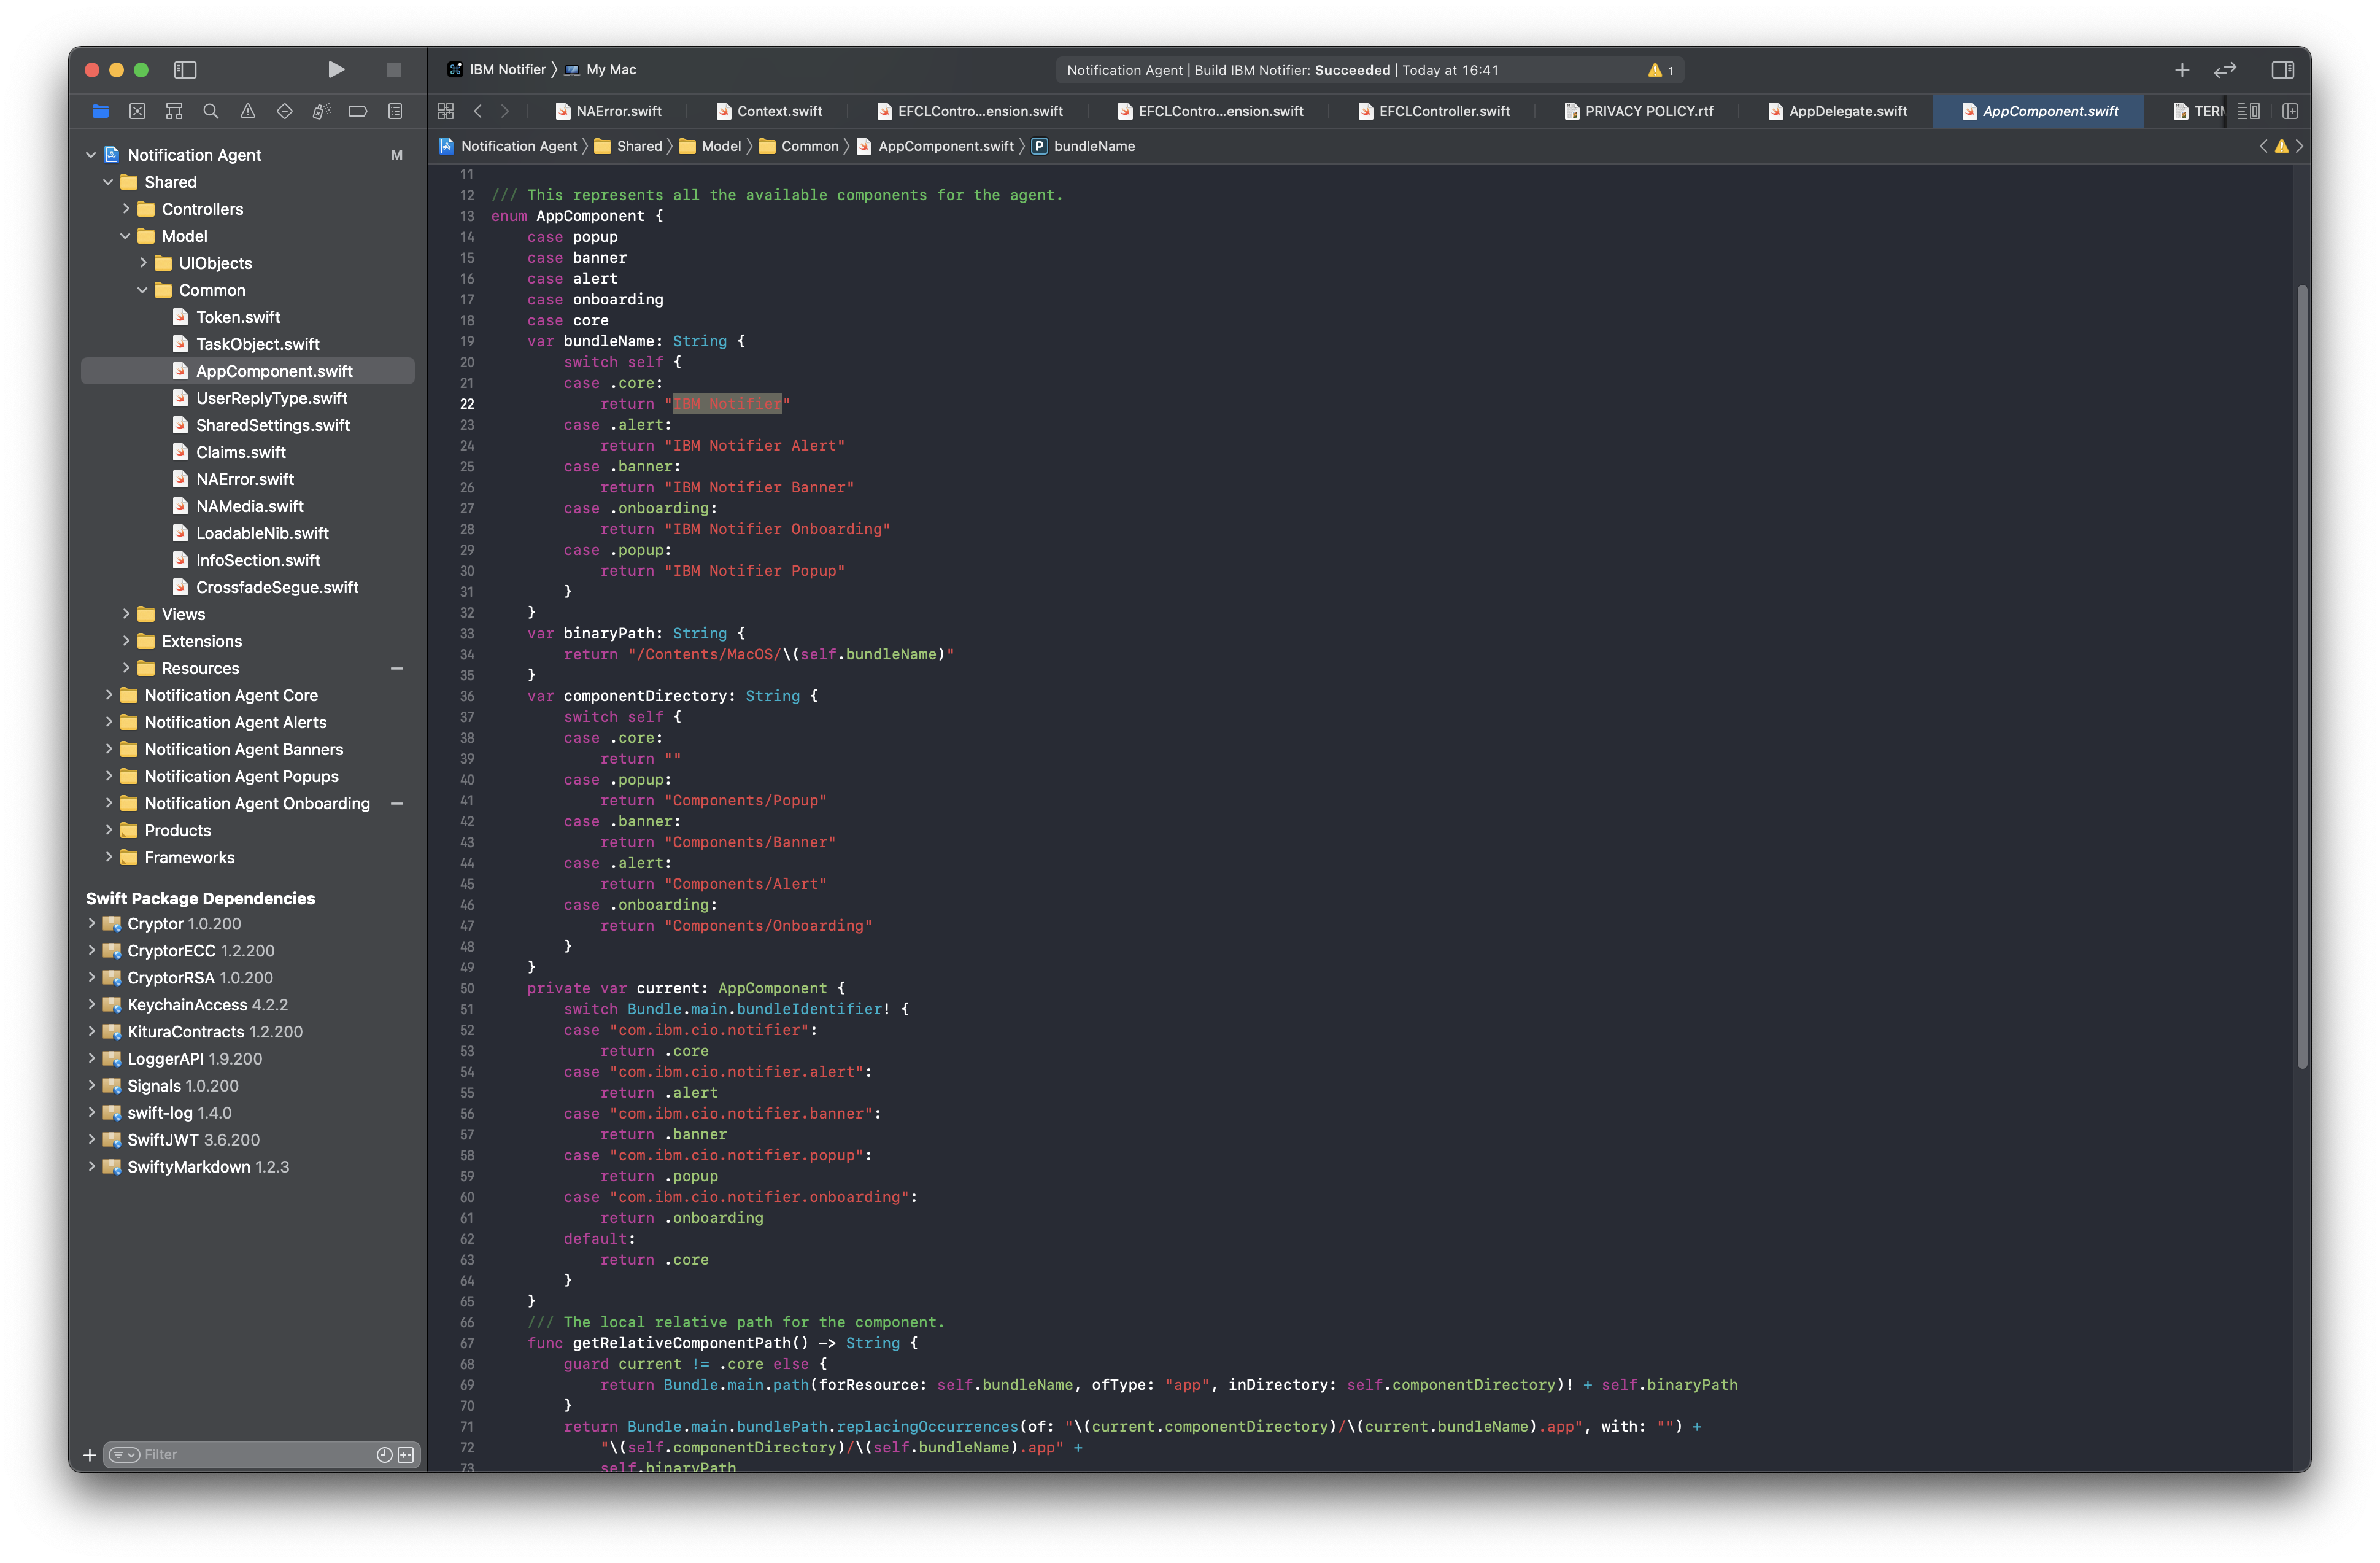 IBM Notifier
My Mac
Notification Agent | Build IBM Notifier: Succeeded | Today at 16:41
1
NAError.swift
Context.swift
EFCLContro...ension.swift
EFCLContro...ension.swift
EFCLController.swift
PRIVACY POLICY.rtf
AppDelegate.swift
AppComponent.swift
Notification Agent
Shared
Model
Common
AppComponent.swift
P bundleName
Notification Agent M
Shared
Controllers
Model
UIObjects
Common
Token.swift
TaskObject.swift
AppComponent.swift
UserReplyType.swift
SharedSettings.swift
Claims.swift
NAError.swift
NAMedia.swift
LoadableNib.swift
InfoSection.swift
CrossfadeSegue.swift
Views
Extensions
Resources
Notification Agent Core
Notification Agent Alerts
Notification Agent Banners
Notification Agent Popups
Notification Agent Onboarding
Products
Frameworks
Swift Package Dependencies
Cryptor 1.0.200
CryptorECC 1.2.200
CryptorRSA 1.0.200
KeychainAccess 4.2.2
KituraContracts 1.2.200
LoggerAPI 1.9.200
Signals 1.0.200
swift-log 1.4.0
SwiftJWT 3.6.200
SwiftyMarkdown 1.2.3
Filter
11
12 /// This represents all the available components for the agent.
13 enum AppComponent {
14 case popup
15 case banner
16 case alert
17 case onboarding
18 case core
19 var bundleName: String {
20 switch self {
21 case .core:
22 return "IBM Notifier"
23 case .alert:
24 return "IBM Notifier Alert"
25 case .banner:
26 return "IBM Notifier Banner"
27 case .onboarding:
28 return "IBM Notifier Onboarding"
29 case .popup:
30 return "IBM Notifier Popup"
31 }
32 }
33 var binaryPath: String {
34 return "/Contents/MacOS/\(self.bundleName)"
35 }
36 var componentDirectory: String {
37 switch self {
38 case .core:
39 return ""
40 case .popup:
41 return "Components/Popup"
42 case .banner:
43 return "Components/Banner"
44 case .alert:
45 return "Components/Alert"
46 case .onboarding:
47 return "Components/Onboarding"
48 }
49 }
50 private var current: AppComponent {
51 switch Bundle.main.bundleIdentifier! {
52 case "com.ibm.cio.notifier":
53 return .core
54 case "com.ibm.cio.notifier.alert":
55 return .alert
56 case "com.ibm.cio.notifier.banner":
57 return .banner
58 case "com.ibm.cio.notifier.popup":
59 return .popup
60 case "com.ibm.cio.notifier.onboarding":
61 return .onboarding
62 default:
63 return .core
64 }
65 }
66 /// The local relative path for the component.
67 func getRelativeComponentPath() -> String {
68 guard current != .core else {
69 return Bundle.main.path(forResource: self.bundleName, ofType: "app", inDirectory: self.componentDirectory)! + self.binaryPath
70 }
71 return Bundle.main.bundlePath.replacingOccurrences(of: "\(current.componentDirectory)/\(current.bundleName).app", with: "") +
72 "\(self.componentDirectory)/\(self.bundleName).app" +
73 self.binaryPath